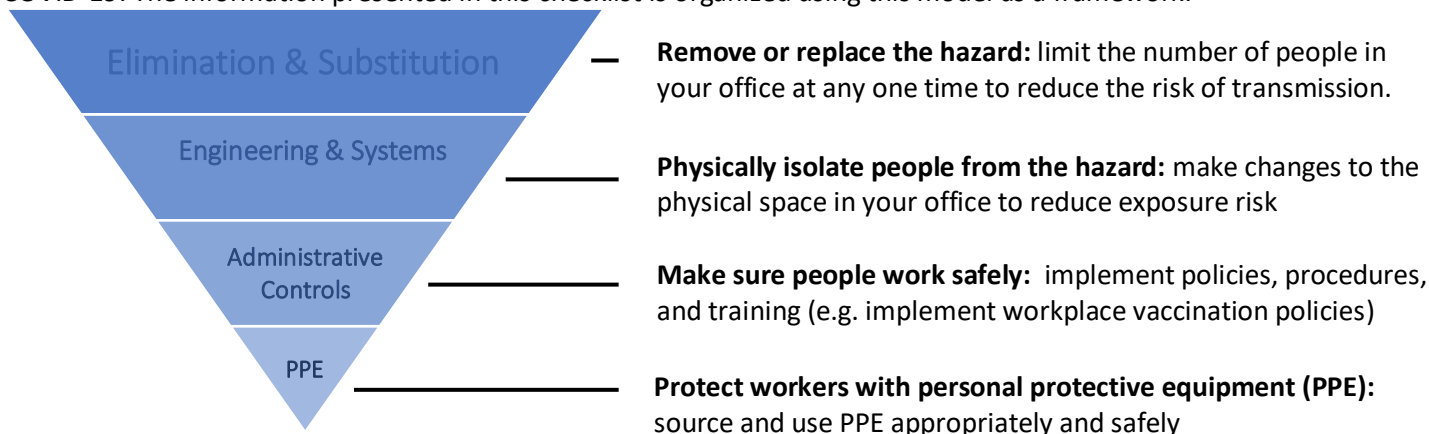 Elimination & Substitution
Remove or replace the hazard: limit the number of people in
your office at any one time to reduce the risk of transmission.
Engineering & Systems
Physically isolate people from the hazard: make changes to the
physical space in your office to reduce exposure risk
Administrative
Controls
Make sure people work safely: implement policies, procedures,
and training (e.g. implement workplace vaccination policies)
PPE
Protect workers with personal protective equipment (PPE):
source and use PPE appropriately and safely